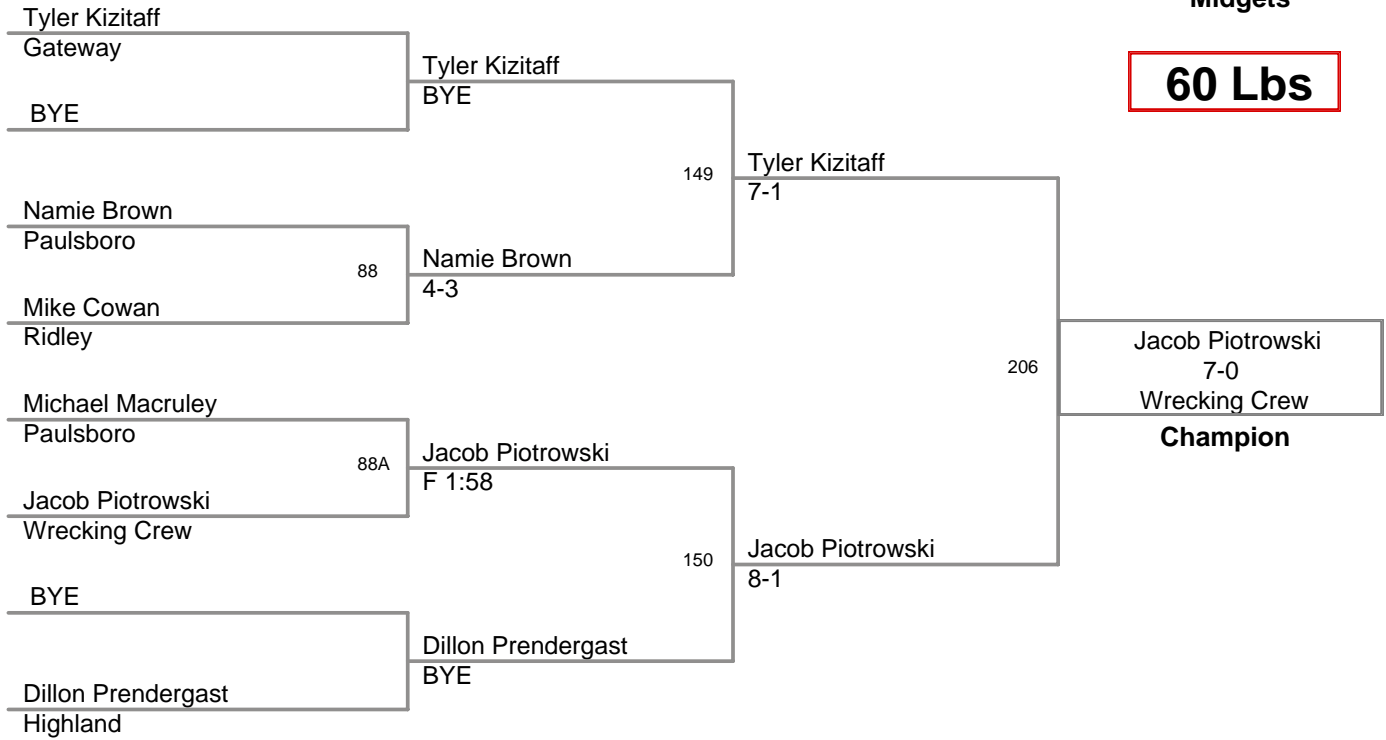 Midgets
60 Lbs
Tyler Kizitaff
Gateway
BYE
Namie Brown
Paulsboro
88
Mike Cowan
Ridley
Michael Macruley
Paulsboro
88A
Jacob Piotrowski
Wrecking Crew
BYE
Dillon Prendergast
Highland
Tyler Kizitaff
BYE
149
Namie Brown
4-3
Jacob Piotrowski
F 1:58
150
Dillon Prendergast
BYE
Tyler Kizitaff
7-1
206
Jacob Piotrowski
8-1
Jacob Piotrowski
7-0
Wrecking Crew
Champion